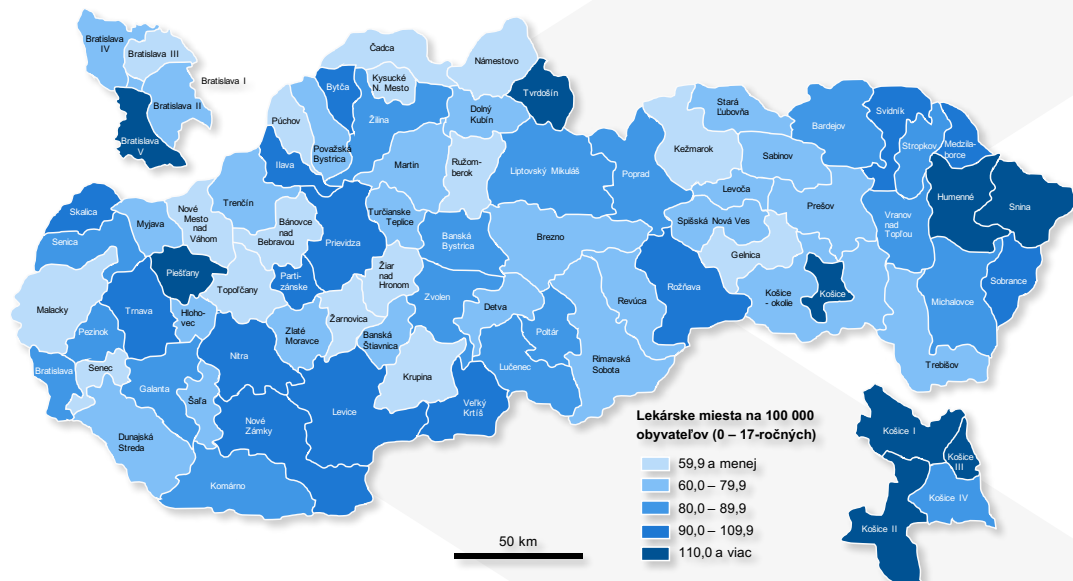 Bratislava
IV
Bratislava III
Bratislava I
Bratislava II
Bratislava
V
Čadca
Námestovo
Kysucké
N. Mesto
Bytča
Tvrdošín
Púchov
Žilina
Dolný
Kubín
Považská
Bystrica
Ilava
Martin
Ružom-
berok
Liptovský Mikuláš
Poprad
Kežmarok
Stará
Ľubovňa
Bardejov
Svidník
Stropkov
Medzila-
borce
Sabinov
Levoča
Prešov
Humenné
Snina
Vranov
nad
Topľou
Spišská Nová Ves
Gelnica
Košice
- okolie
Košice
Michalovce
Sobrance
Trebišov
Rožňava
Skalica
Senica
Myjava
Nové
Mesto
nad
Váhom
Trenčín
Bánovce
nad
Bebravou
Prievidza
Turčianske
Teplice
Banská
Bystrica
Brezno
Žiar
nad
Hronom
Malacky
Piešťany
Topoľčany
Parti-
zánske
Žarnovica
Zvolen
Detva
Revúca
Pezinok
Trnava
Hloho-
vec
Zlaté
Moravce
Banská
Štiavnica
Poltár
Rimavská
Sobota
Bratislava
Senec
Galanta
Nitra
Šaľa
Levice
Krupina
Lučenec
Veľký
Krtíš
Dunajská
Streda
Nové
Zámky
Komárno
Lekárske miesta na 100 000
obyvateľov (0 – 17-ročných)
59,9 a menej
60,0 – 79,9
80,0 – 89,9
90,0 – 109,9
110,0 a viac
50 km
Košice I
Košice
III
Košice IV
Košice II